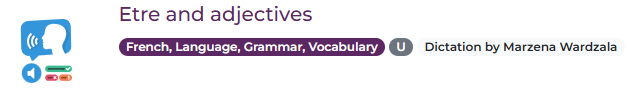 Etre and adjectives
French, Language, Grammar, Vocabulary U Dictation by Marzena Wardzala